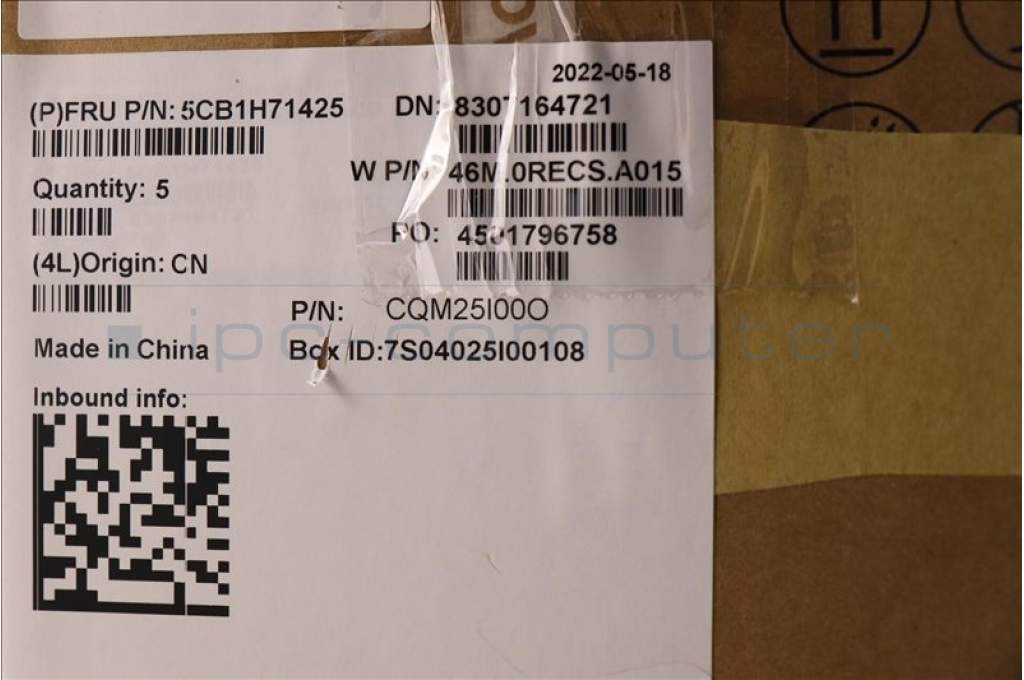 2022-05-18
(P)FRU P/N: 5CB1H71425
DN: 8307164721
W P/N: 46M.0RECS.A015
Quantity: 5
PO: 4501796758
(4L)Origin: CN
P/N: CQM25I00O
ipc-computer
Made in China
Box ID:7S04025I00108
Inbound info: